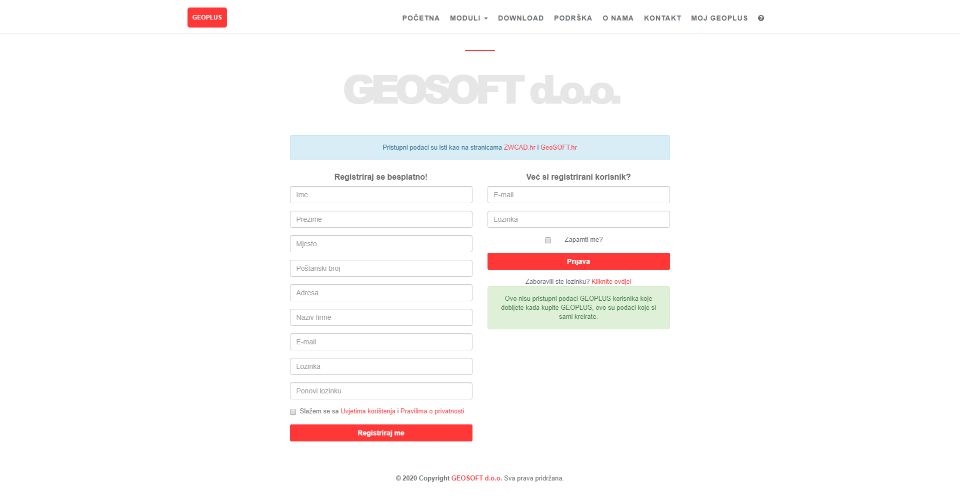 GEOPLUS
POČETNA MODULI DOWNLOAD PODRŠKA O NAMA KONTAKT MOJ GEOPLUS
GEOSOFT d.o.o.
Pristupni podaci su isti kao na stranicama ZWCAD.hr i GeoSOFT.hr
Registriraj se besplatno!
Ime
Prezime
Mjesto
Poštanski broj
Adresa
Naziv firme
E-mail
Lozinka
Ponovi lozinku
Slažem se sa Uvjetima korištenja i Pravilima o privatnosti
Registriraj me
Već si registrirani korisnik?
E-mail
Lozinka
Zapamti me?
Prijava
Zaboravili ste lozinku? Kliknite ovdje!
Ovo nisu pristupni podaci GEOPLUS korisnika koje
dobijete kada kupite GEOPLUS, ovo su podaci koje si
sami kreirate.
© 2020 Copyright GEOSOFT d.o.o. Sva prava pridržana.